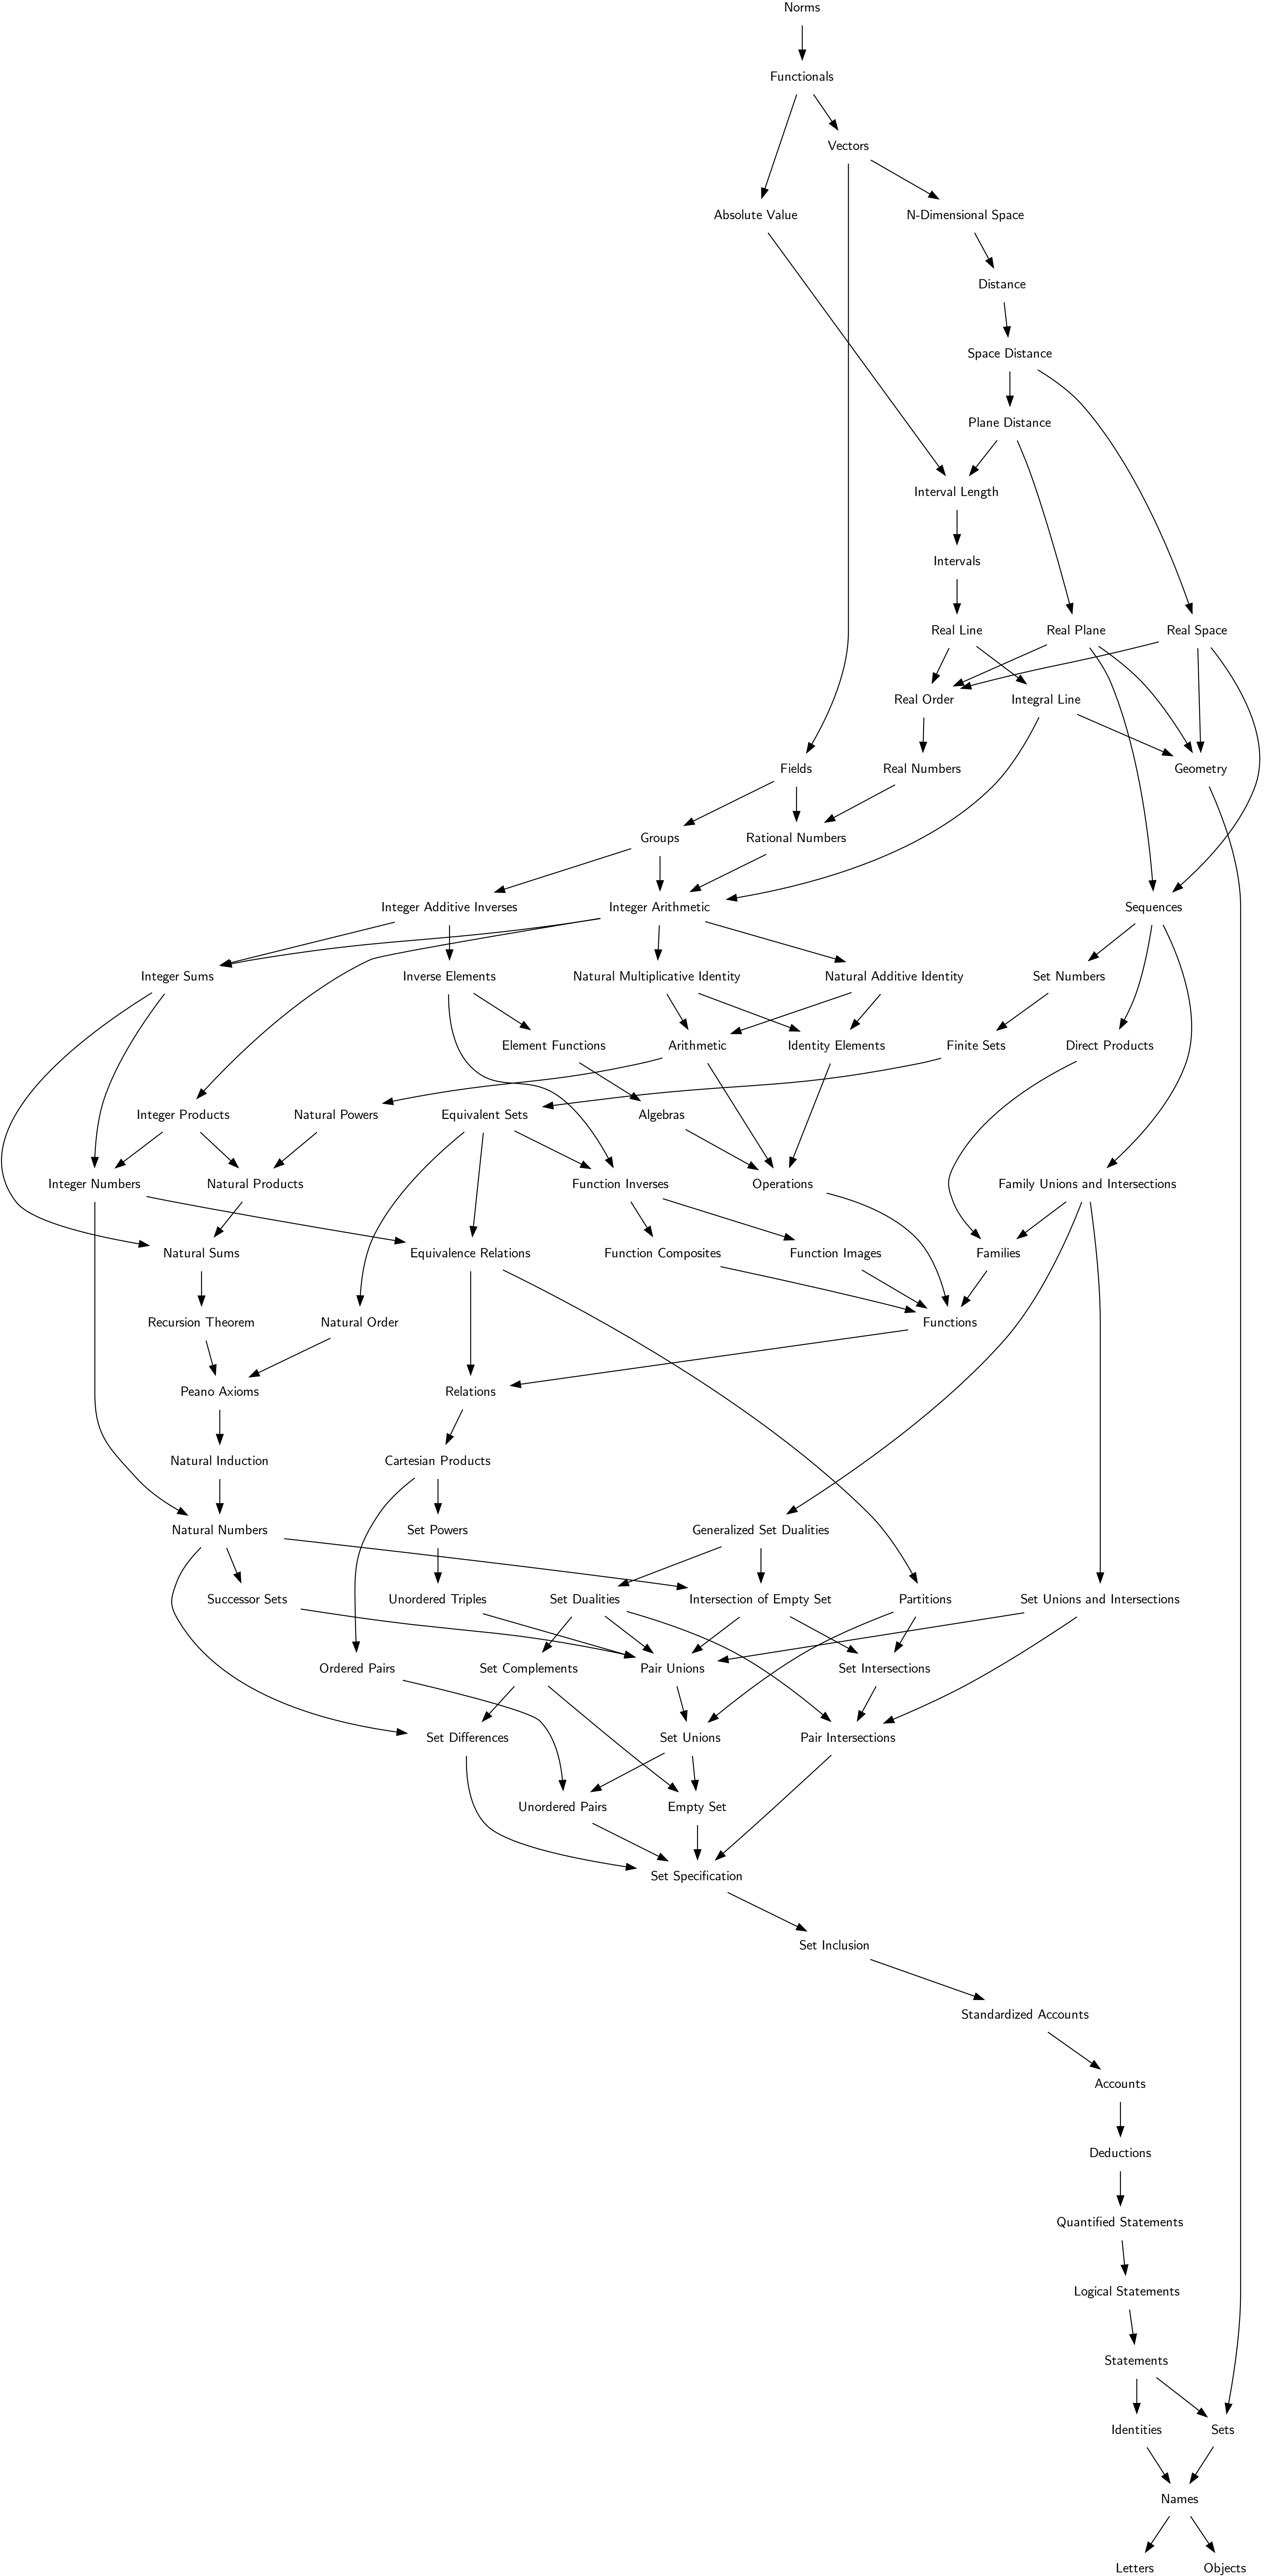 Norms
Functionals
Vectors
Absolute Value
N-Dimensional Space
Distance
Space Distance
Plane Distance
Interval Length
Intervals
Real Line
Real Plane
Real Space
Real Order
Integral Line
Fields
Real Numbers
Geometry
Groups
Rational Numbers
Integer Additive Inverses
Integer Arithmetic
Sequences
Integer Sums
Inverse Elements
Natural Multiplicative Identity
Natural Additive Identity
Set Numbers
Element Functions
Arithmetic
Identity Elements
Finite Sets
Direct Products
Integer Products
Natural Powers
Equivalent Sets
Algebras
Integer Numbers
Natural Products
Function Inverses
Operations
Family Unions and Intersections
Natural Sums
Equivalence Relations
Function Composites
Function Images
Families
Recursion Theorem
Natural Order
Functions
Peano Axioms
Relations
Natural Induction
Cartesian Products
Natural Numbers
Set Powers
Generalized Set Dualities
Successor Sets
Unordered Triples
Set Dualities
Intersection of Empty Set
Partitions
Set Unions and Intersections
Ordered Pairs
Set Complements
Pair Unions
Set Intersections
Set Differences
Set Unions
Pair Intersections
Unordered Pairs
Empty Set
Set Specification
Set Inclusion
Standardized Accounts
Accounts
Deductions
Quantified Statements
Logical Statements
Statements
Identities
Sets
Names
Letters
Objects